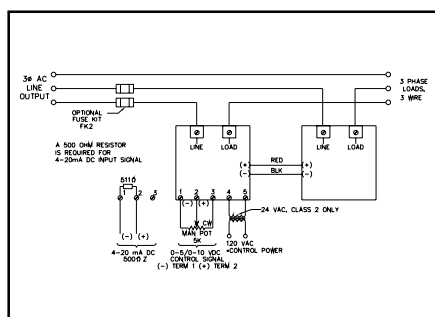 3ø AC
LINE
OUTPUT
3 PHASE
LOADS,
3 WIRE
OPTIONAL
FUSE KIT
FK2
A 500 OHM RESISTOR
IS REQUIRED FOR
4-20mA DC INPUT SIGNAL
LINE
LOAD
LINE
LOAD
(+)
RED
(+)
(-)
BLK
(-)
511Ω
1
2
3
1
2
3
4
5
(-)
(+)
CW
MAN POT
5K
24 VAC, CLASS 2 ONLY
(-)
(+)
4-20 mA DC
500Ω Z
0-5/0-10 VDC
CONTROL SIGNAL
(-) TERM 1 (+) TERM 2
120 VAC
*CONTROL POWER